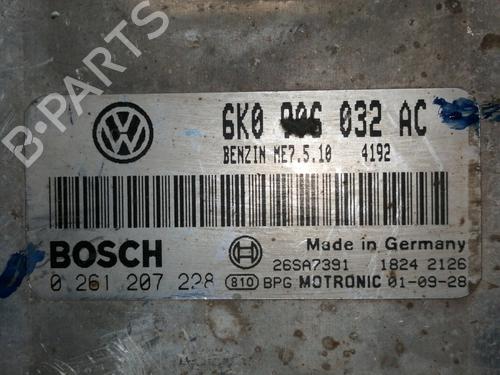 6K0 906 032 AC
BENZIN ME7.5.10 4192
BOSCH
Made in Germany
26SA7391 1824 2126
0 261 207 228 810 BPG MOTRONIC 01-09-28